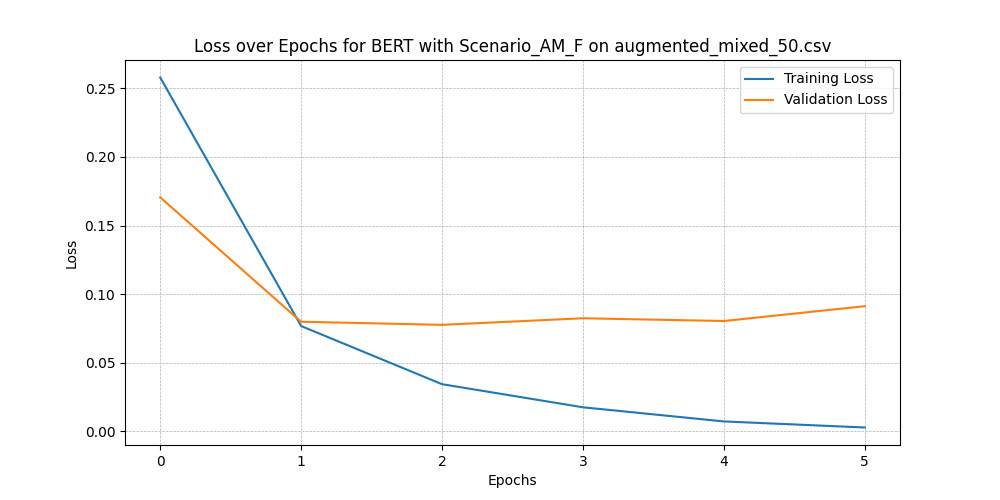 Loss over Epochs for BERT with Scenario_AM_F on augmented_mixed_50.csv
Training Loss
Validation Loss
0.25
0.20
0.15
0.10
0.05
0.00
Loss
0 1 2 3 4 5
Epochs